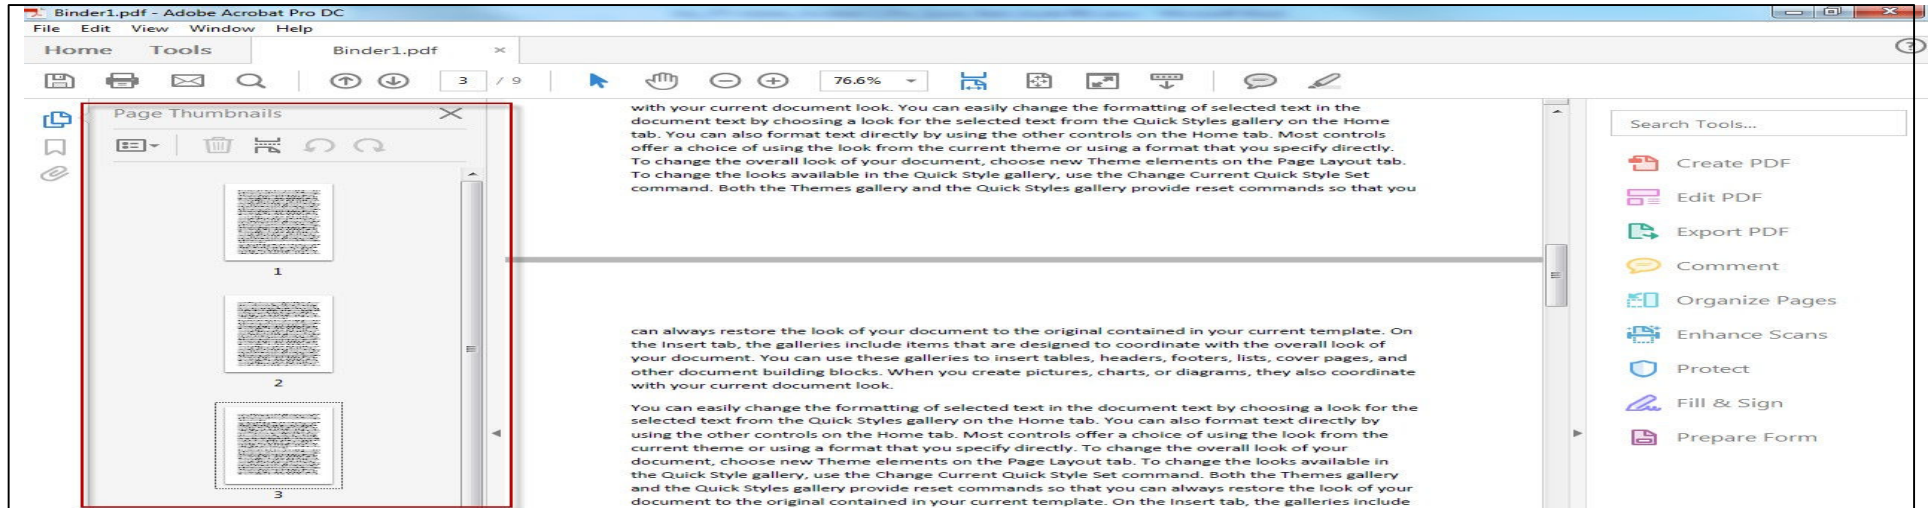 Binder1.pdf - Adobe Acrobat Pro DC
File Edit View Window Help
Home Tools Binder1.pdf ×
3 / 9 76.6%
Page Thumbnails
1
2
3
with your current document look. You can easily change the formatting of selected text in the
document text by choosing a look for the selected text from the Quick Styles gallery on the Home
tab. You can also format text directly by using the other controls on the Home tab. Most controls
offer a choice of using the look from the current theme or using a format that you specify directly.
To change the overall look of your document, choose new Theme elements on the Page Layout tab.
To change the looks available in the Quick Style gallery, use the Change Current Quick Style Set
command. Both the Themes gallery and the Quick Styles gallery provide reset commands so that you
can always restore the look of your document to the original contained in your current template. On
the Insert tab, the galleries include items that are designed to coordinate with the overall look of
your document. You can use these galleries to insert tables, headers, footers, lists, cover pages, and
other document building blocks. When you create pictures, charts, or diagrams, they also coordinate
with your current document look.
You can easily change the formatting of selected text in the document text by choosing a look for the
selected text from the Quick Styles gallery on the Home tab. You can also format text directly by
using the other controls on the Home tab. Most controls offer a choice of using the look from the
current theme or using a format that you specify directly. To change the overall look of your
document, choose new Theme elements on the Page Layout tab. To change the looks available in
the Quick Style gallery, use the Change Current Quick Style Set command. Both the Themes gallery
and the Quick Styles gallery provide reset commands so that you can always restore the look of your
document to the original contained in your current template. On the Insert tab, the galleries include
Search Tools...
Create PDF
Edit PDF
Export PDF
Comment
Organize Pages
Enhance Scans
Protect
Fill & Sign
Prepare Form